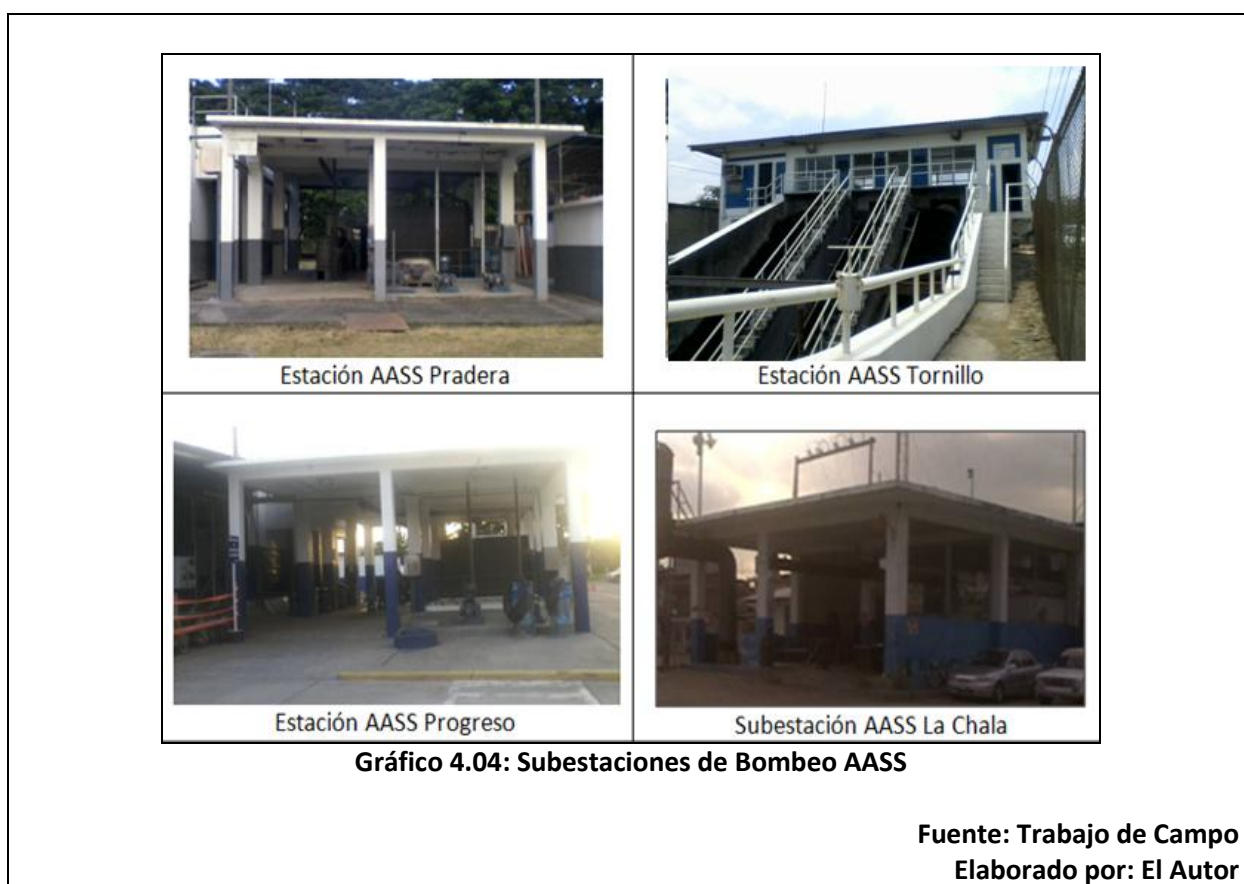 Estación AASS Pradera
Estación AASS Tornillo
Estación AASS Progreso
Subestación AASS La Chala
Gráfico 4.04: Subestaciones de Bombeo AASS
Fuente: Trabajo de Campo
Elaborado por: El Autor